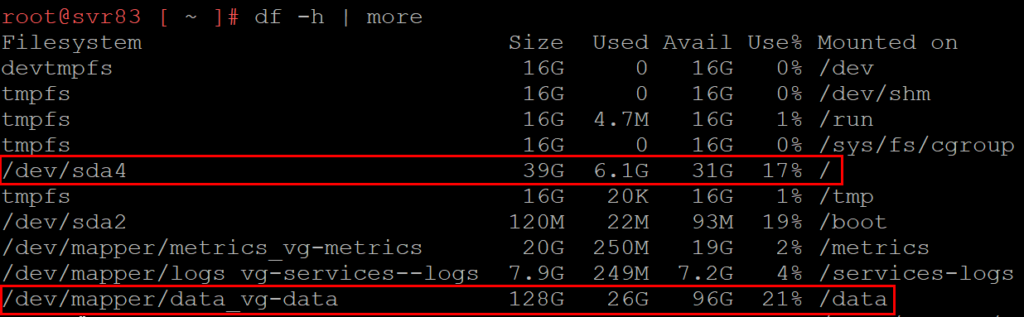 root@svr83 [ ~ ]# df -h | more
Filesystem Size Used Avail Use% Mounted on
devtmpfs 16G 0 16G 0% /dev
tmpfs 16G 0 16G 0% /dev/shm
tmpfs 16G 4.7M 16G 1% /run
tmpfs 16G 0 16G 0% /sys/fs/cgroup
/dev/sda4 39G 6.1G 31G 17% /
tmpfs 16G 20K 16G 1% /tmp
/dev/sda2 120M 22M 93M 19% /boot
/dev/mapper/metrics_vg-metrics 20G 250M 19G 2% /metrics
/dev/mapper/logs_vg-services--logs 7.9G 249M 7.2G 4% /services-logs
/dev/mapper/data_vg-data 128G 26G 96G 21% /data